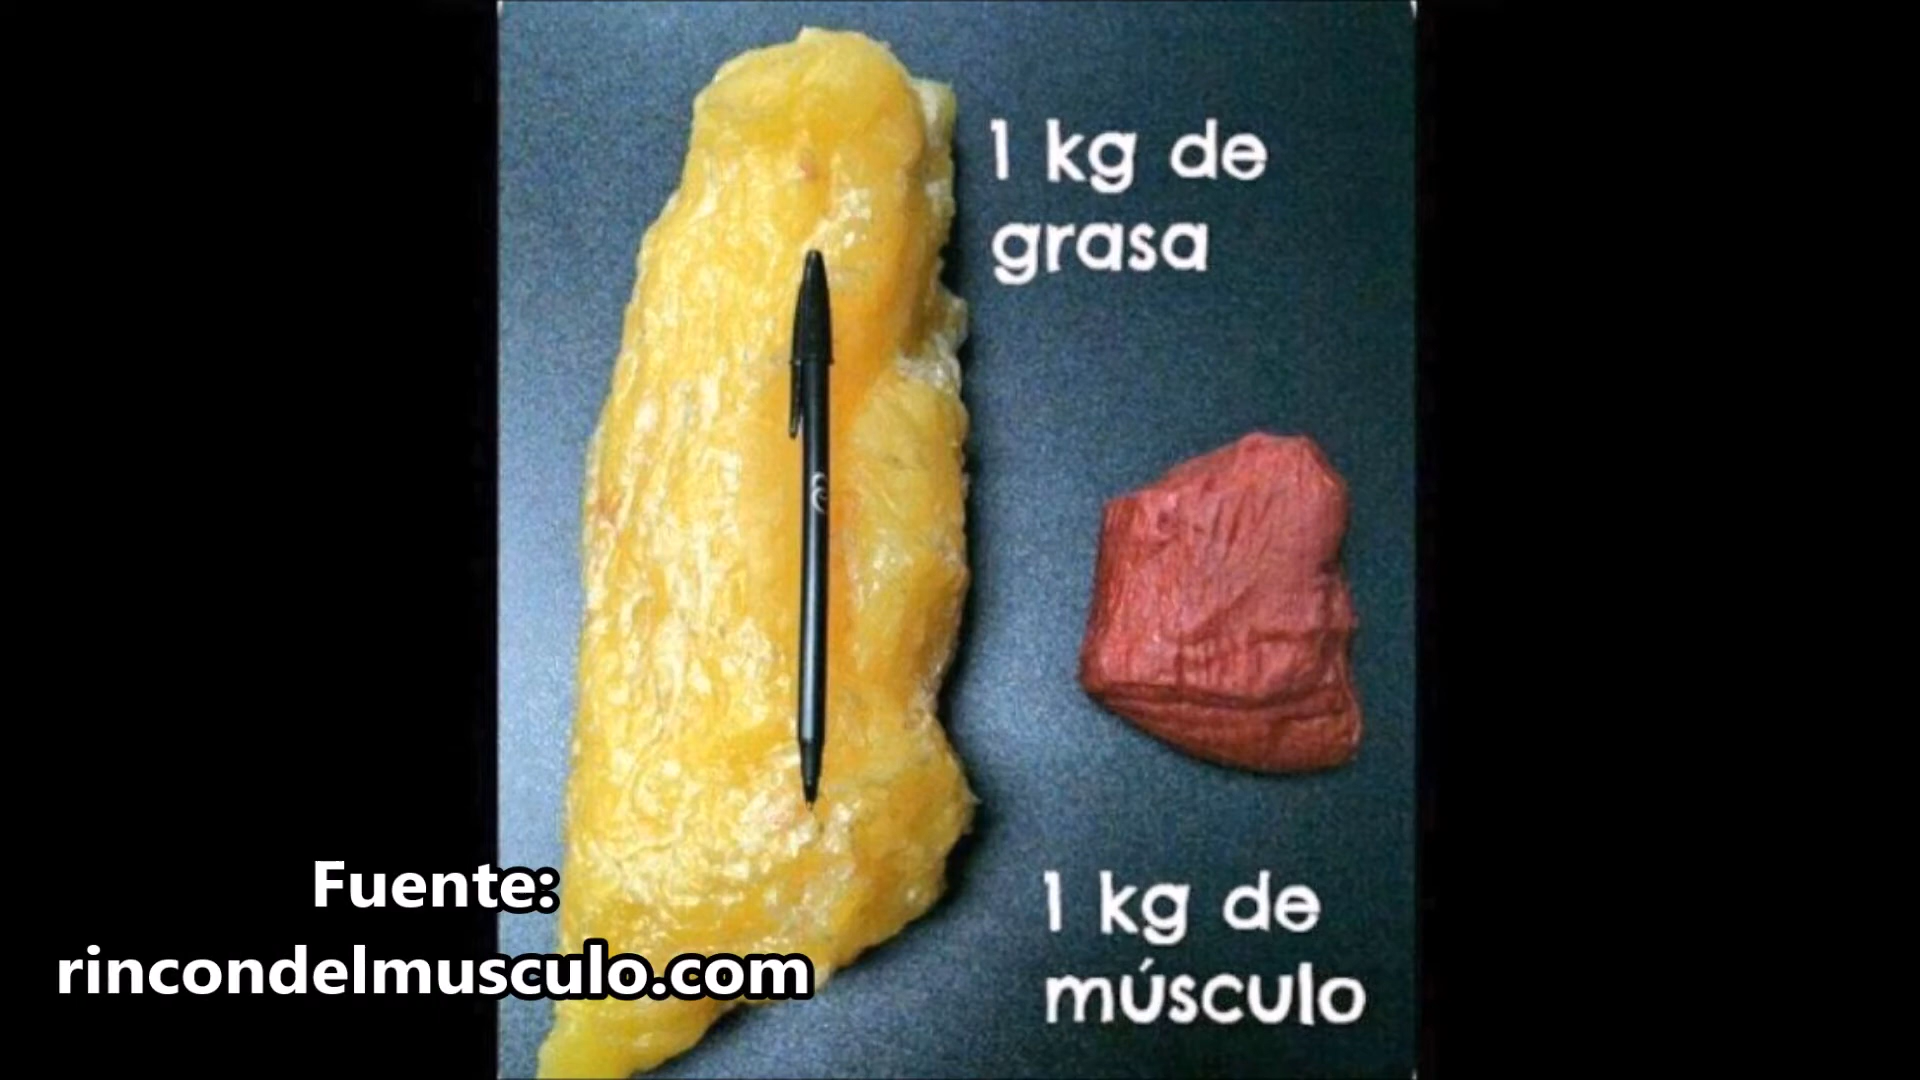 1 kg de
grasa
1 kg de
músculo
Fuente:
rincondelmusculo.com